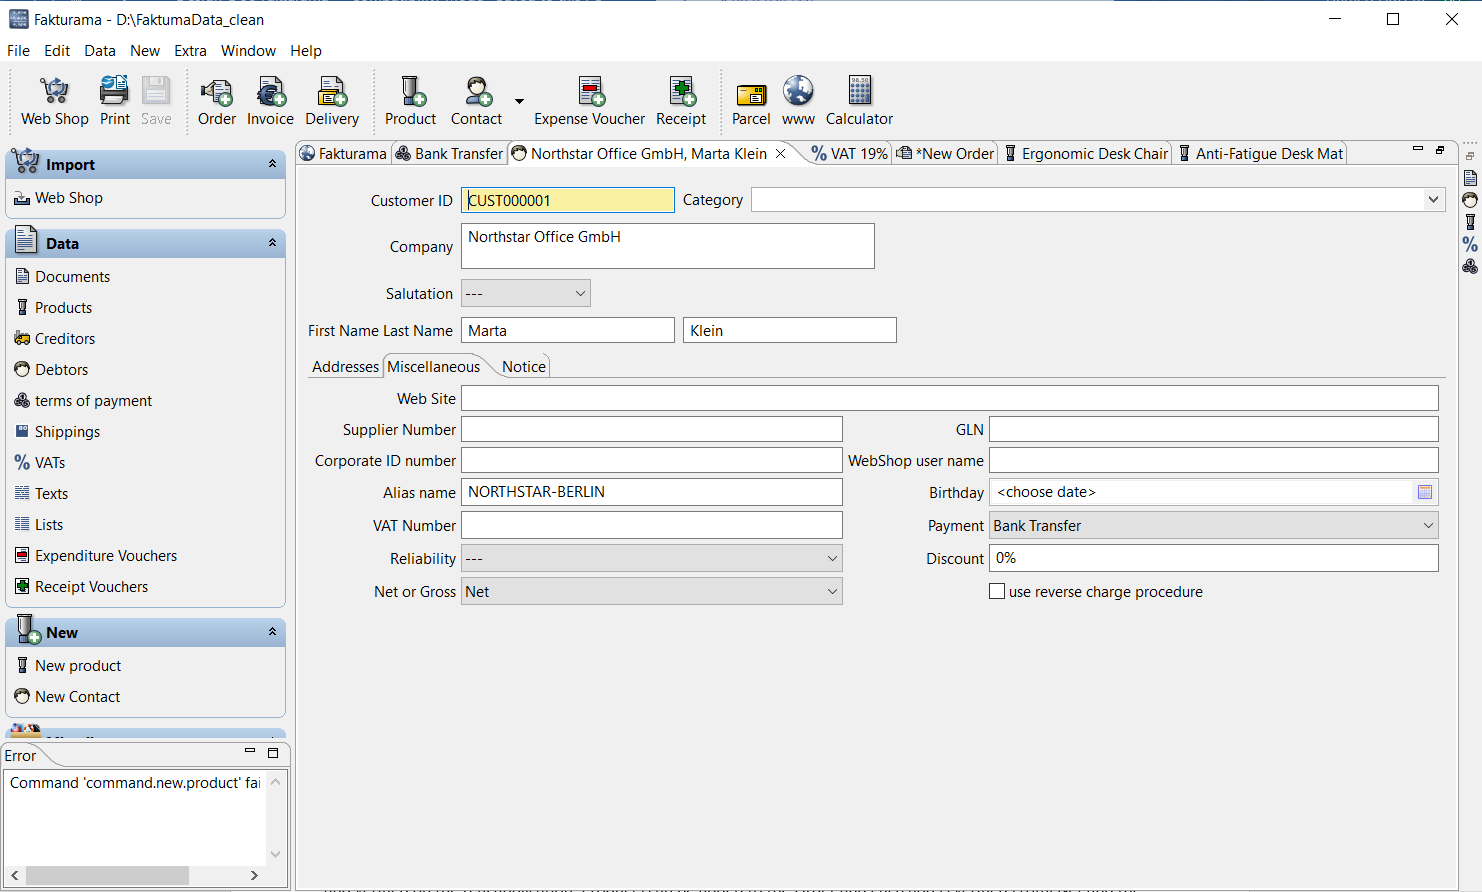 Fakturama - D:\FaktumaData_clean
File Edit Data New Extra Window Help
Web Shop Print Save Order Invoice Delivery Product Contact Expense Voucher Receipt Parcel www Calculator
Import
Web Shop
Data
Documents
Products
Creditors
Debtors
terms of payment
Shippings
VATs
Texts
Lists
Expenditure Vouchers
Receipt Vouchers
New
New product
New Contact
Error
Command 'command.new.product' fai
Fakturama Bank Transfer Northstar Office GmbH, Marta Klein VAT 19% *New Order Ergonomic Desk Chair Anti-Fatigue Desk Mat
Customer ID CUST000001 Category
Company Northstar Office GmbH
Salutation ---
First Name Last Name Marta Klein
Addresses Miscellaneous Notice
Web Site
Supplier Number GLN
Corporate ID number WebShop user name
Alias name NORTHSTAR-BERLIN Birthday <choose date>
VAT Number Payment Bank Transfer
Reliability --- Discount 0%
Net or Gross Net use reverse charge procedure